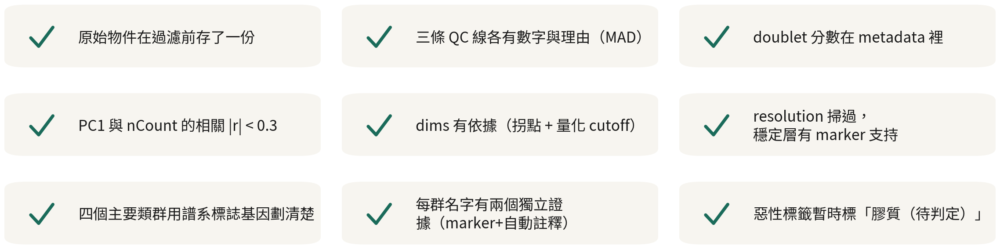 原始物件在過濾前存了一份
三條 QC 線各有數字與理由（MAD）
doublet 分數在 metadata 裡
PC1 與 nCount 的相關 |r| < 0.3
dims 有依據（拐點 + 量化 cutoff）
resolution 掃過，
穩定層有 marker 支持
四個主要類群用譜系標誌基因劃清楚
每群名字有兩個獨立證
據（marker+自動註釋）
惡性標籤暫時標「膠質（待判定）」